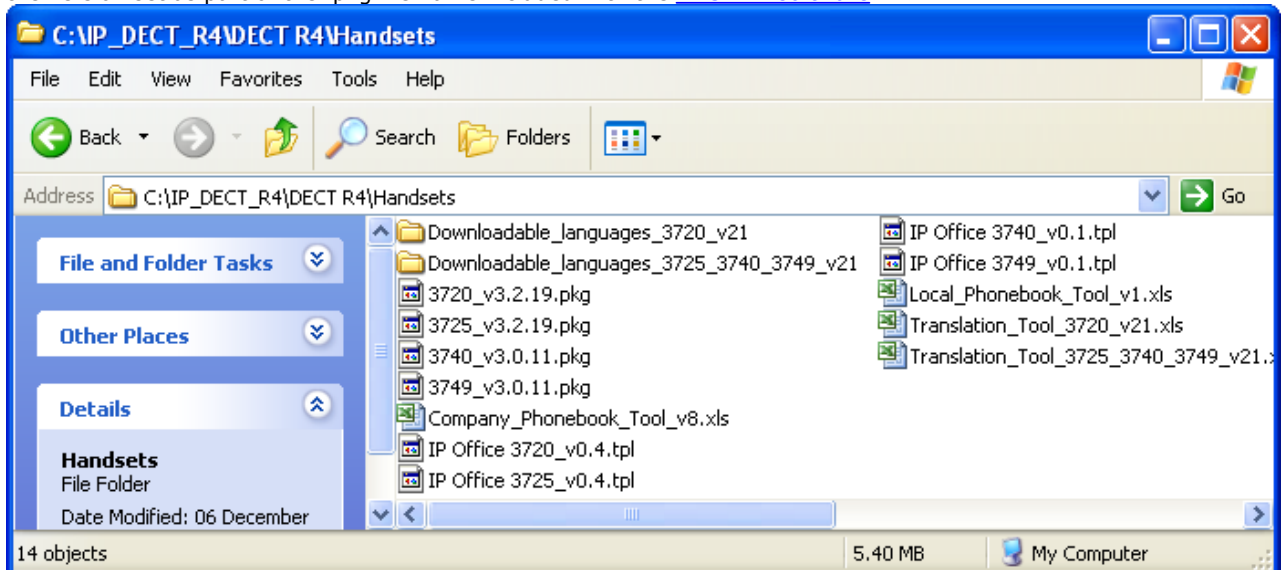 C:\IP_DECT_R4\DECT R4\Handsets
File Edit View Favorites Tools Help
Back Search Folders
Address C:\IP_DECT_R4\DECT R4\Handsets Go
File and Folder Tasks
Other Places
Details
Handsets
File Folder
Date Modified: 06 December
Downloadable_languages_3720_v21
Downloadable_languages_3725_3740_3749_v21
3720_v3.2.19.pkg
3725_v3.2.19.pkg
3740_v3.0.11.pkg
3749_v3.0.11.pkg
Company_Phonebook_Tool_v8.xls
IP Office 3720_v0.4.tpl
IP Office 3725_v0.4.tpl
IP Office 3740_v0.1.tpl
IP Office 3749_v0.1.tpl
Local_Phonebook_Tool_v1.xls
Translation_Tool_3720_v21.xls
Translation_Tool_3725_3740_3749_v21.
14 objects 5.40 MB My Computer